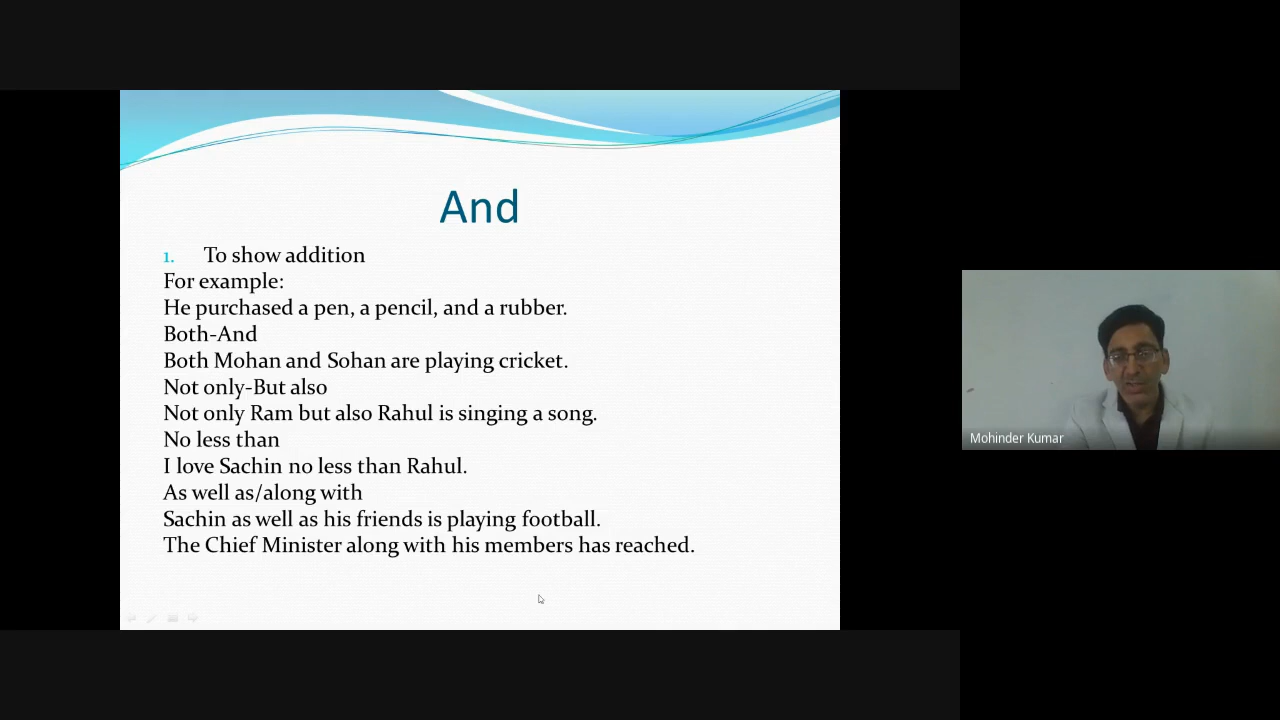 And
1. To show addition
For example:
He purchased a pen, a pencil, and a rubber.
Both-And
Both Mohan and Sohan are playing cricket.
Not only-But also
Not only Ram but also Rahul is singing a song.
No less than
I love Sachin no less than Rahul.
As well as/along with
Sachin as well as his friends is playing football.
The Chief Minister along with his members has reached.
Mohinder Kumar